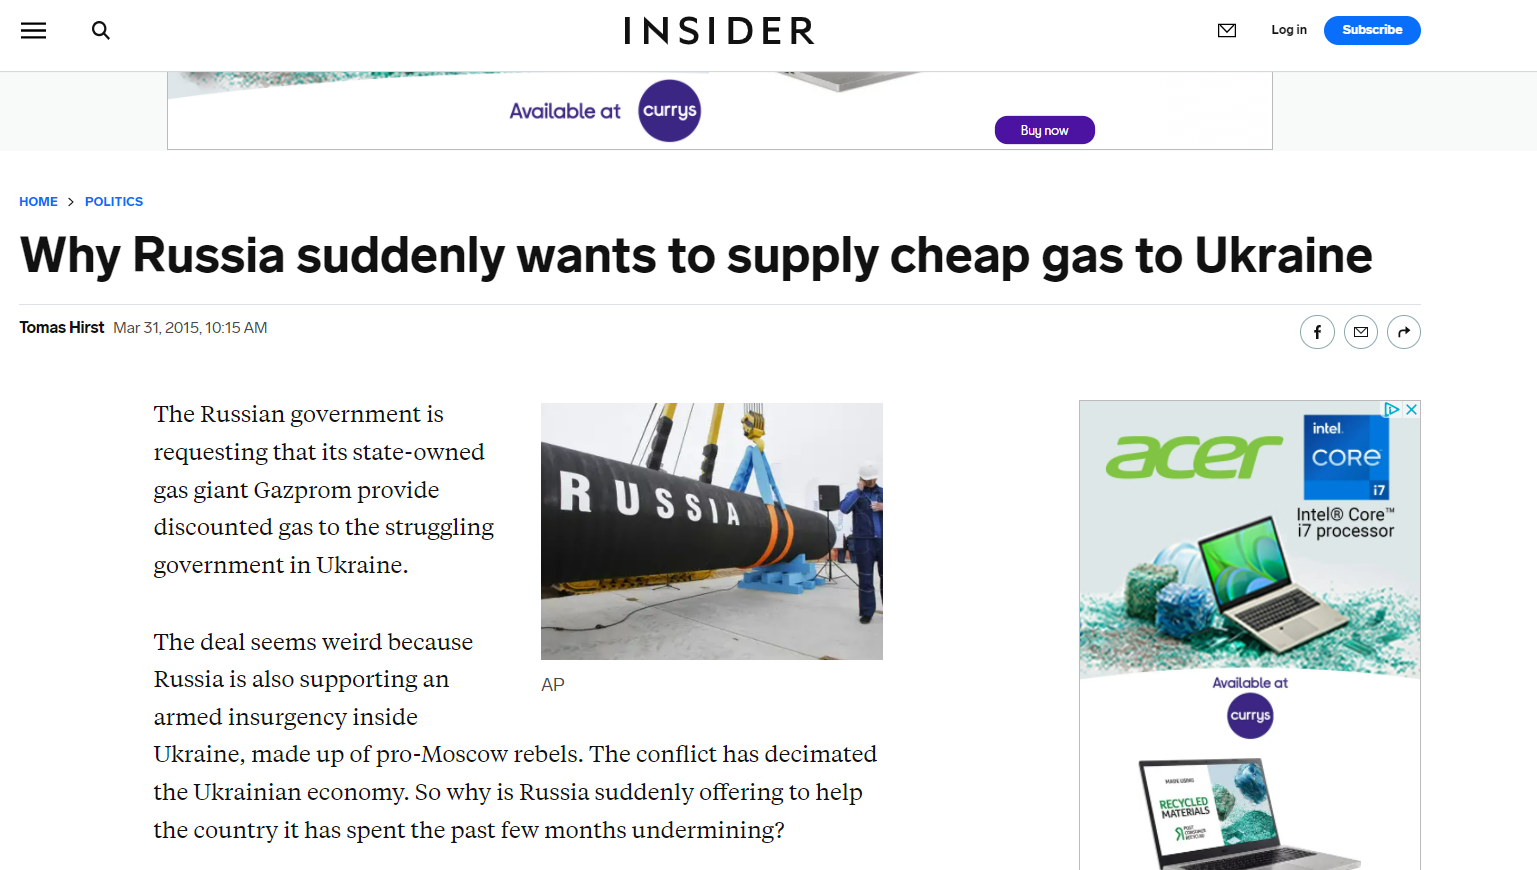 INSIDER
Log in
Subscribe
Available at
currys
Buy now
HOME > POLITICS
Why Russia suddenly wants to supply cheap gas to Ukraine
Tomas Hirst Mar 31, 2015, 10:15 AM
The Russian government is
requesting that its state-owned
gas giant Gazprom provide
discounted gas to the struggling
government in Ukraine.
RUSSIA
AP
The deal seems weird because
Russia is also supporting an
armed insurgency inside
Ukraine, made up of pro-Moscow rebels. The conflict has decimated
the Ukrainian economy. So why is Russia suddenly offering to help
the country it has spent the past few months undermining?
acer
intel.
CORE
i7
Intel® Core™
i7 processor
Available at
currys
MADE USING
RECYCLED
MATERIALS
POST
CONSUMER
RECYCLED